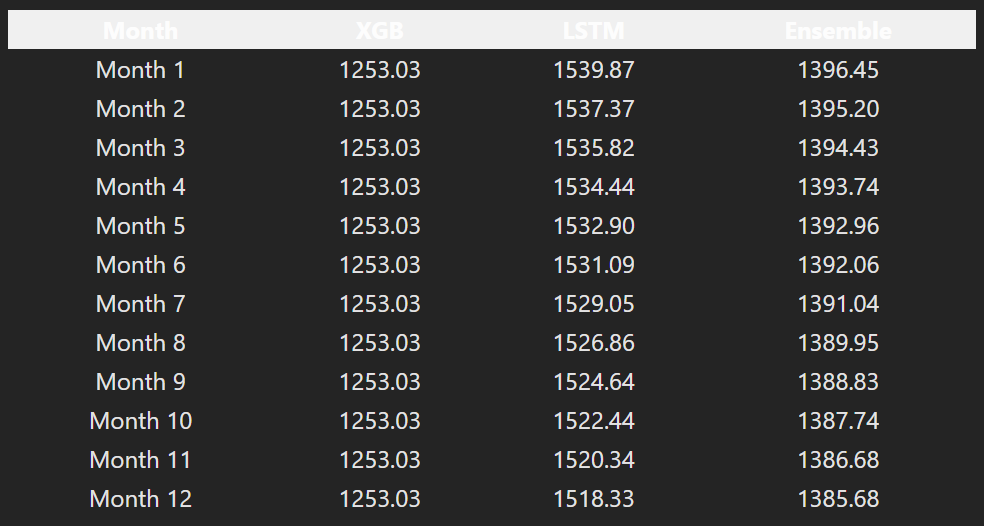 Month XGB LSTM Ensemble
Month 1 1253.03 1539.87 1396.45
Month 2 1253.03 1537.37 1395.20
Month 3 1253.03 1535.82 1394.43
Month 4 1253.03 1534.44 1393.74
Month 5 1253.03 1532.90 1392.96
Month 6 1253.03 1531.09 1392.06
Month 7 1253.03 1529.05 1391.04
Month 8 1253.03 1526.86 1389.95
Month 9 1253.03 1524.64 1388.83
Month 10 1253.03 1522.44 1387.74
Month 11 1253.03 1520.34 1386.68
Month 12 1253.03 1518.33 1385.68